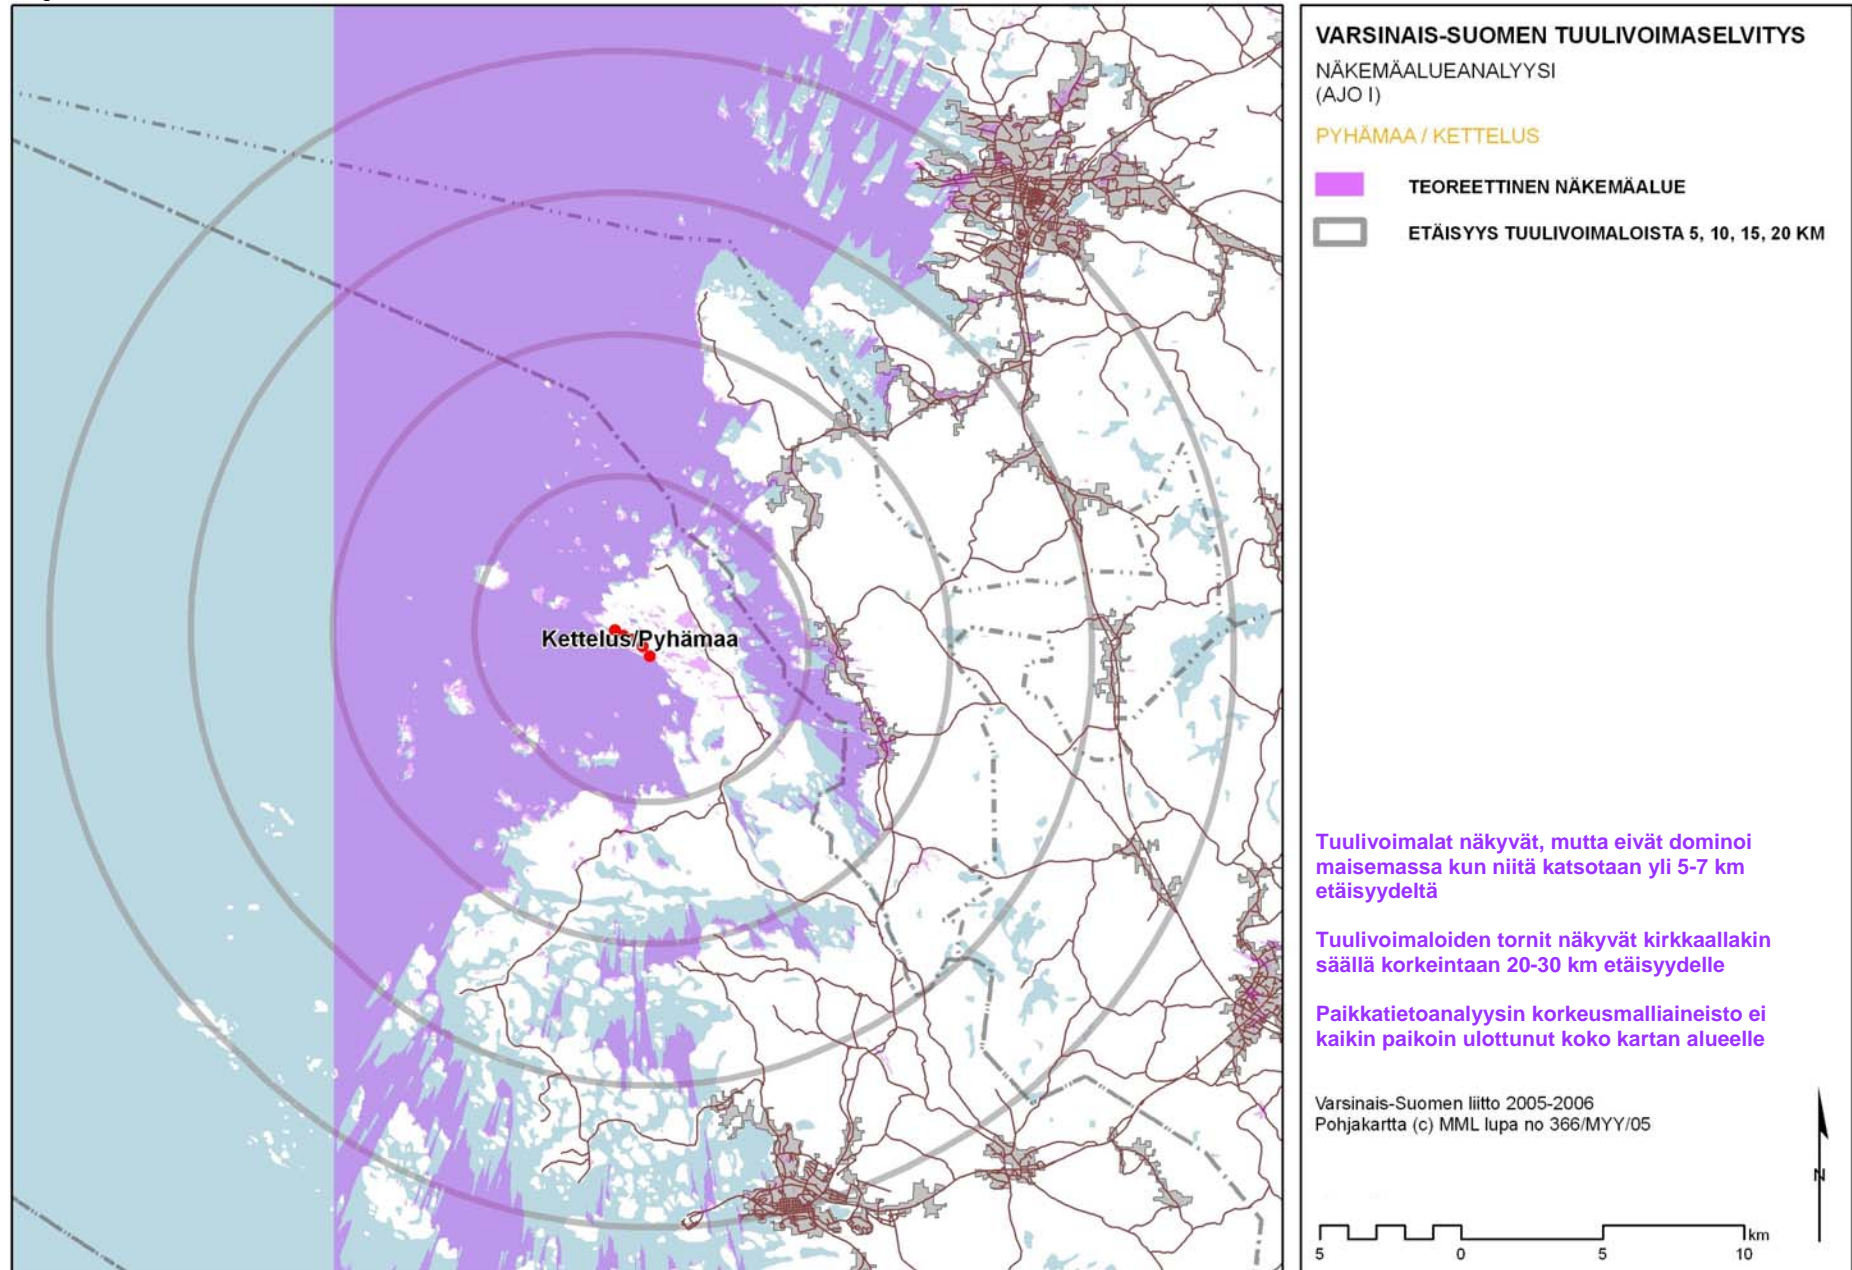 Kettelus/Pyhämaa
VARSINAIS-SUOMEN TUULIVOIMASELVITYS
NÄKEMÄALUEANALYYSI
(AJO I)
PYHÄMAA / KETTELUS
TEOREETTINEN NÄKEMÄALUE
ETÄISYYS TUULIVOIMALOISTA 5, 10, 15, 20 KM
Tuulivoimalat näkyvät, mutta eivät dominoi
maisemassa kun niitä katsotaan yli 5-7 km
etäisyydeltä
Tuulivoimaloiden tornit näkyvät kirkkaallakin
säällä korkeintaan 20-30 km etäisyydelle
Paikkatietoanalyysin korkeusmalliaineisto ei
kaikin paikoin ulottunut koko kartan alueelle
Varsinais-Suomen liitto 2005-2006
Pohjakartta (c) MML lupa no 366/MYY/05
N
km
5 0 5 10